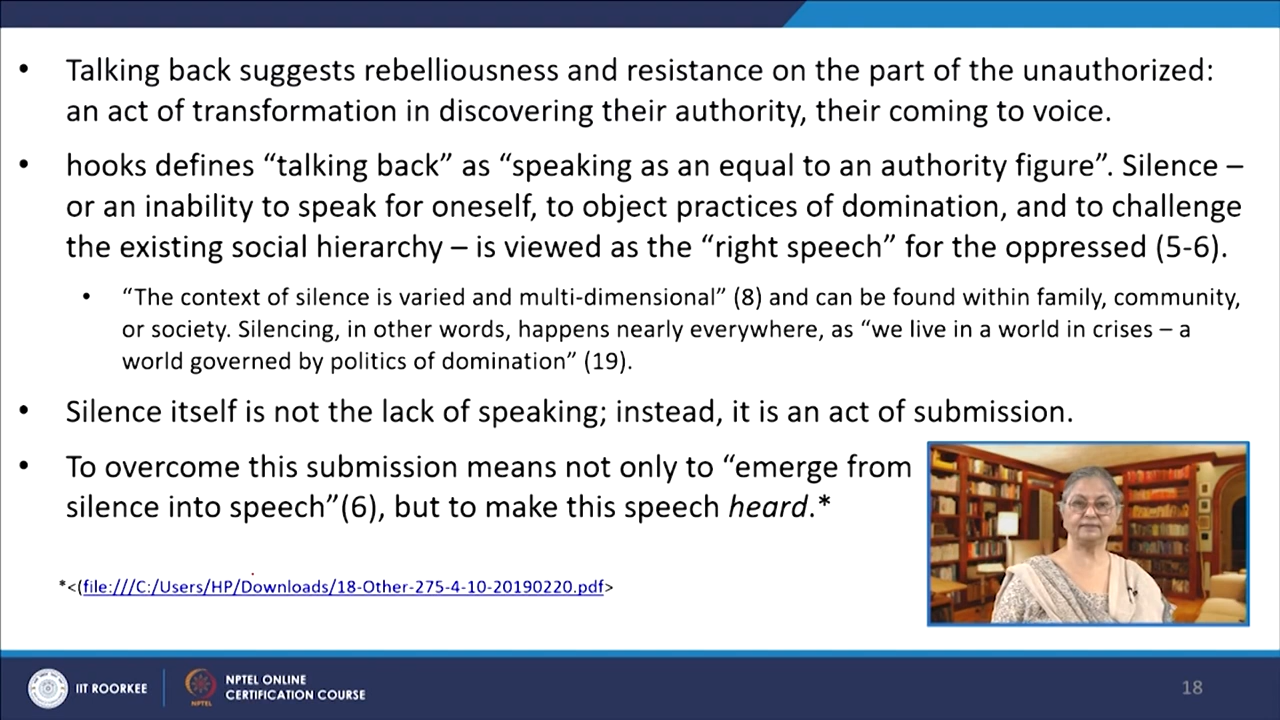 • Talking back suggests rebelliousness and resistance on the part of the unauthorized:
an act of transformation in discovering their authority, their coming to voice.
• hooks defines “talking back” as “speaking as an equal to an authority figure”. Silence –
or an inability to speak for oneself, to object practices of domination, and to challenge
the existing social hierarchy – is viewed as the “right speech” for the oppressed (5-6).
• “The context of silence is varied and multi-dimensional” (8) and can be found within family, community,
or society. Silencing, in other words, happens nearly everywhere, as “we live in a world in crises – a
world governed by politics of domination” (19).
• Silence itself is not the lack of speaking; instead, it is an act of submission.
• To overcome this submission means not only to “emerge from
silence into speech”(6), but to make this speech heard.*
*<(file:///C:/Users/HP/Downloads/18-Other-275-4-10-20190220.pdf>
IIT ROORKEE
NPTEL
NPTEL ONLINE
CERTIFICATION COURSE
18